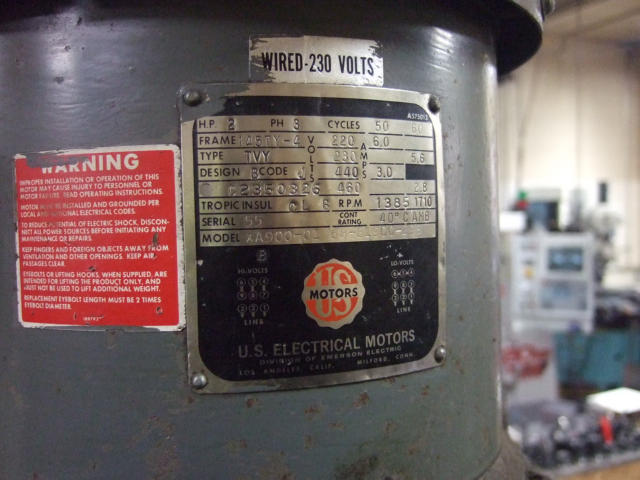 WIRED-230 VOLTS
A575012
H.P. 2 PH 3 CYCLES 50 60
FRAME 145TY-4 VOLTS 220 AMPS 6.0
TYPE TVY 230 5.6
DESIGN B CODE J 440 3.0
C2350326 460 2.8
TROPIC INSUL CL B RPM 1385 1710
SERIAL 55 CONT RATING 40°C AMB
MODEL
HI-VOLTS LO-VOLTS
US MOTORS
LINE LINE
U.S. ELECTRICAL MOTORS
DIVISION OF EMERSON ELECTRIC
LOS ANGELES, CALIF. MILFORD, CONN.
WARNING
IMPROPER INSTALLATION OR OPERATION OF THIS
MOTOR MAY CAUSE INJURY TO PERSONNEL OR
MOTOR FAILURE. READ OPERATING INSTRUCTIONS.
MOTOR MUST BE INSTALLED AND GROUNDED PER
LOCAL AND NATIONAL ELECTRICAL CODES.
TO REDUCE POTENTIAL OF ELECTRIC SHOCK, DISCON-
NECT ALL POWER SOURCES BEFORE INITIATING ANY
MAINTENANCE OR REPAIRS.
KEEP FINGERS AND FOREIGN OBJECTS AWAY FROM
VENTILATION AND OTHER OPENINGS. KEEP AIR
PASSAGES CLEAR.
EYEBOLTS OR LIFTING HOOKS, WHEN SUPPLIED, ARE
INTENDED FOR LIFTING THE PRODUCT ONLY, AND
MUST NOT BE USED TO LIFT ADDITIONAL WEIGHT.
REPLACEMENT EYEBOLT LENGTH MUST BE 2 TIMES
EYEBOLT DIAMETER.